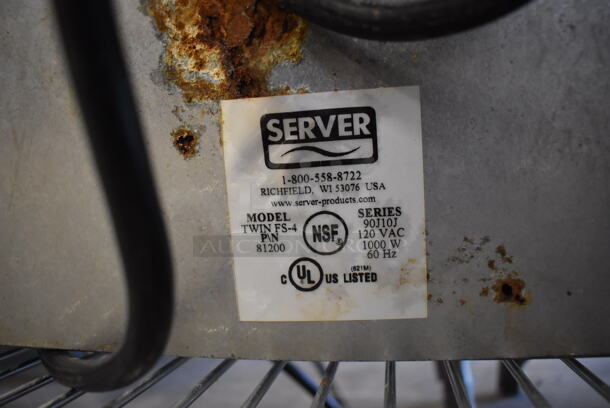 SERVER
1-800-558-8722
RICHFIELD, WI 53076 USA
www.server-products.com
MODEL
TWIN FS-4
P/N
81200
NSF®
SERIES
90J10J
120 VAC
1000 W
60 Hz
(621M)
C UL US LISTED